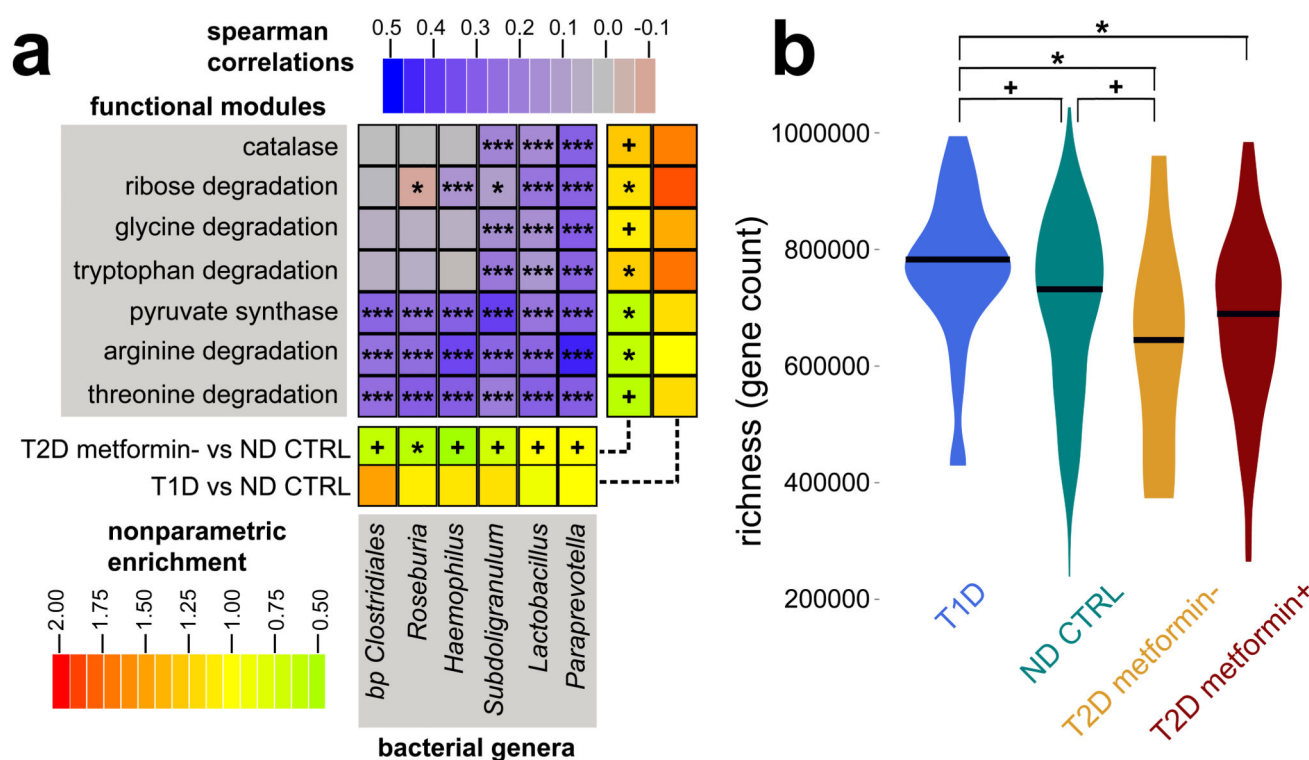 a
spearman
correlations
0.5 0.4 0.3 0.2 0.1 0.0 -0.1
functional modules
catalase *** *** *** +
ribose degradation * *** * *** *** *
glycine degradation *** *** *** +
tryptophan degradation *** *** *** *
pyruvate synthase *** *** *** *** *** *** *
arginine degradation *** *** *** *** *** *** *
threonine degradation *** *** *** *** *** *** +
T2D metformin- vs ND CTRL + * + + + +
T1D vs ND CTRL
nonparametric
enrichment
2.00 1.75 1.50 1.25 1.00 0.75 0.50
bp Clostridiales
Roseburia
Haemophilus
Subdoligranulum
Lactobacillus
Paraprevotella
bacterial genera
b
*
*
+ +
richness (gene count)
1000000
800000
600000
400000
200000
T1D
ND CTRL
T2D metformin-
T2D metformin+